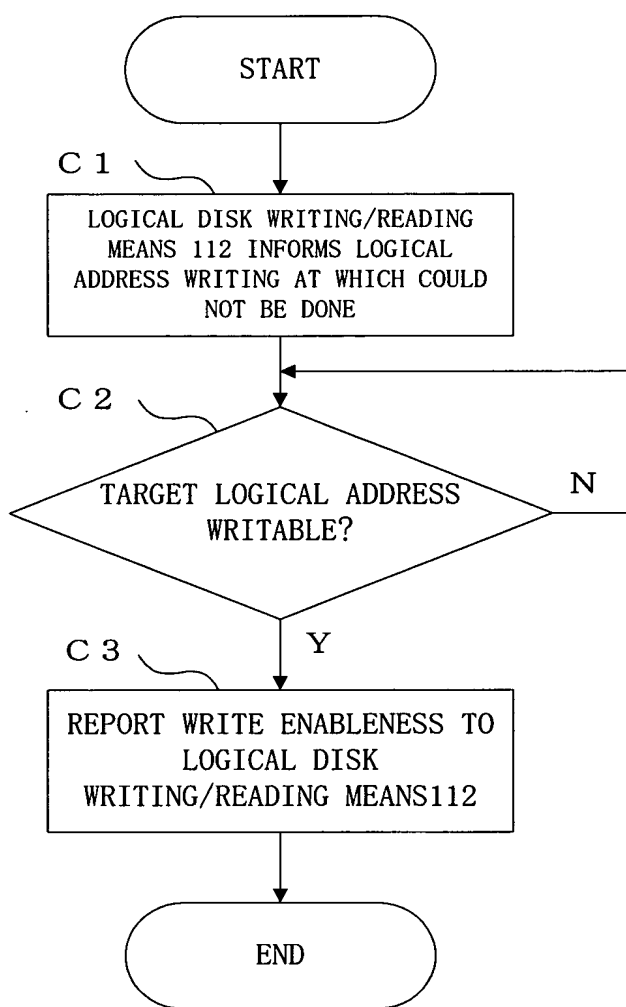 START
C 1
LOGICAL DISK WRITING/READING
MEANS 112 INFORMS LOGICAL
ADDRESS WRITING AT WHICH COULD
NOT BE DONE
C 2
TARGET LOGICAL ADDRESS
WRITABLE?
N
Y
C 3
REPORT WRITE ENABLENESS TO
LOGICAL DISK
WRITING/READING MEANS112
END